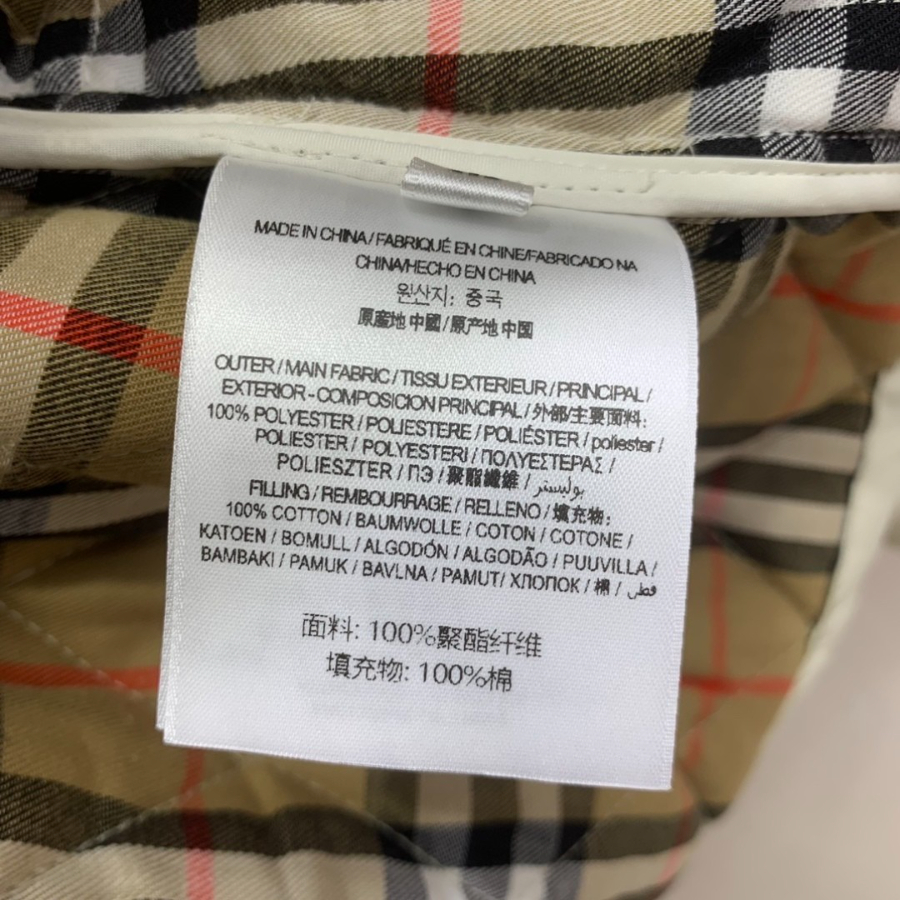 MADE IN CHINA/FABRIQUÉ EN CHINE/FABRICADO NA
CHINA/HECHO EN CHINA
원산지: 중국
原產地 中國/原产地 中国
OUTER/MAIN FABRIC/TISSU EXTERIEUR/PRINCIPAL/
EXTERIOR-COMPOSICION PRINCIPAL/外部/主要面料:
100% POLYESTER/POLIESTERE/POLIÉSTER/poliester/
POLIESTER/POLYESTERI/ΠΟΛΥΕΣΤΕΡΑΣ/
POLIESZTER/ПЭ/聚酯纖維/بوليستر
FILLING/REMBOURRAGE/RELLENO/填充物:
100% COTTON/BAUMWOLLE/COTON/COTONE/
KATOEN/BOMULL/ALGODÓN/ALGODÃO/PUUVILLA/
BAMBAKI/PAMUK/BAVLNA/PAMUT/ХЛОПОК/棉/قطن
面料: 100%聚酯纤维
填充物: 100%棉